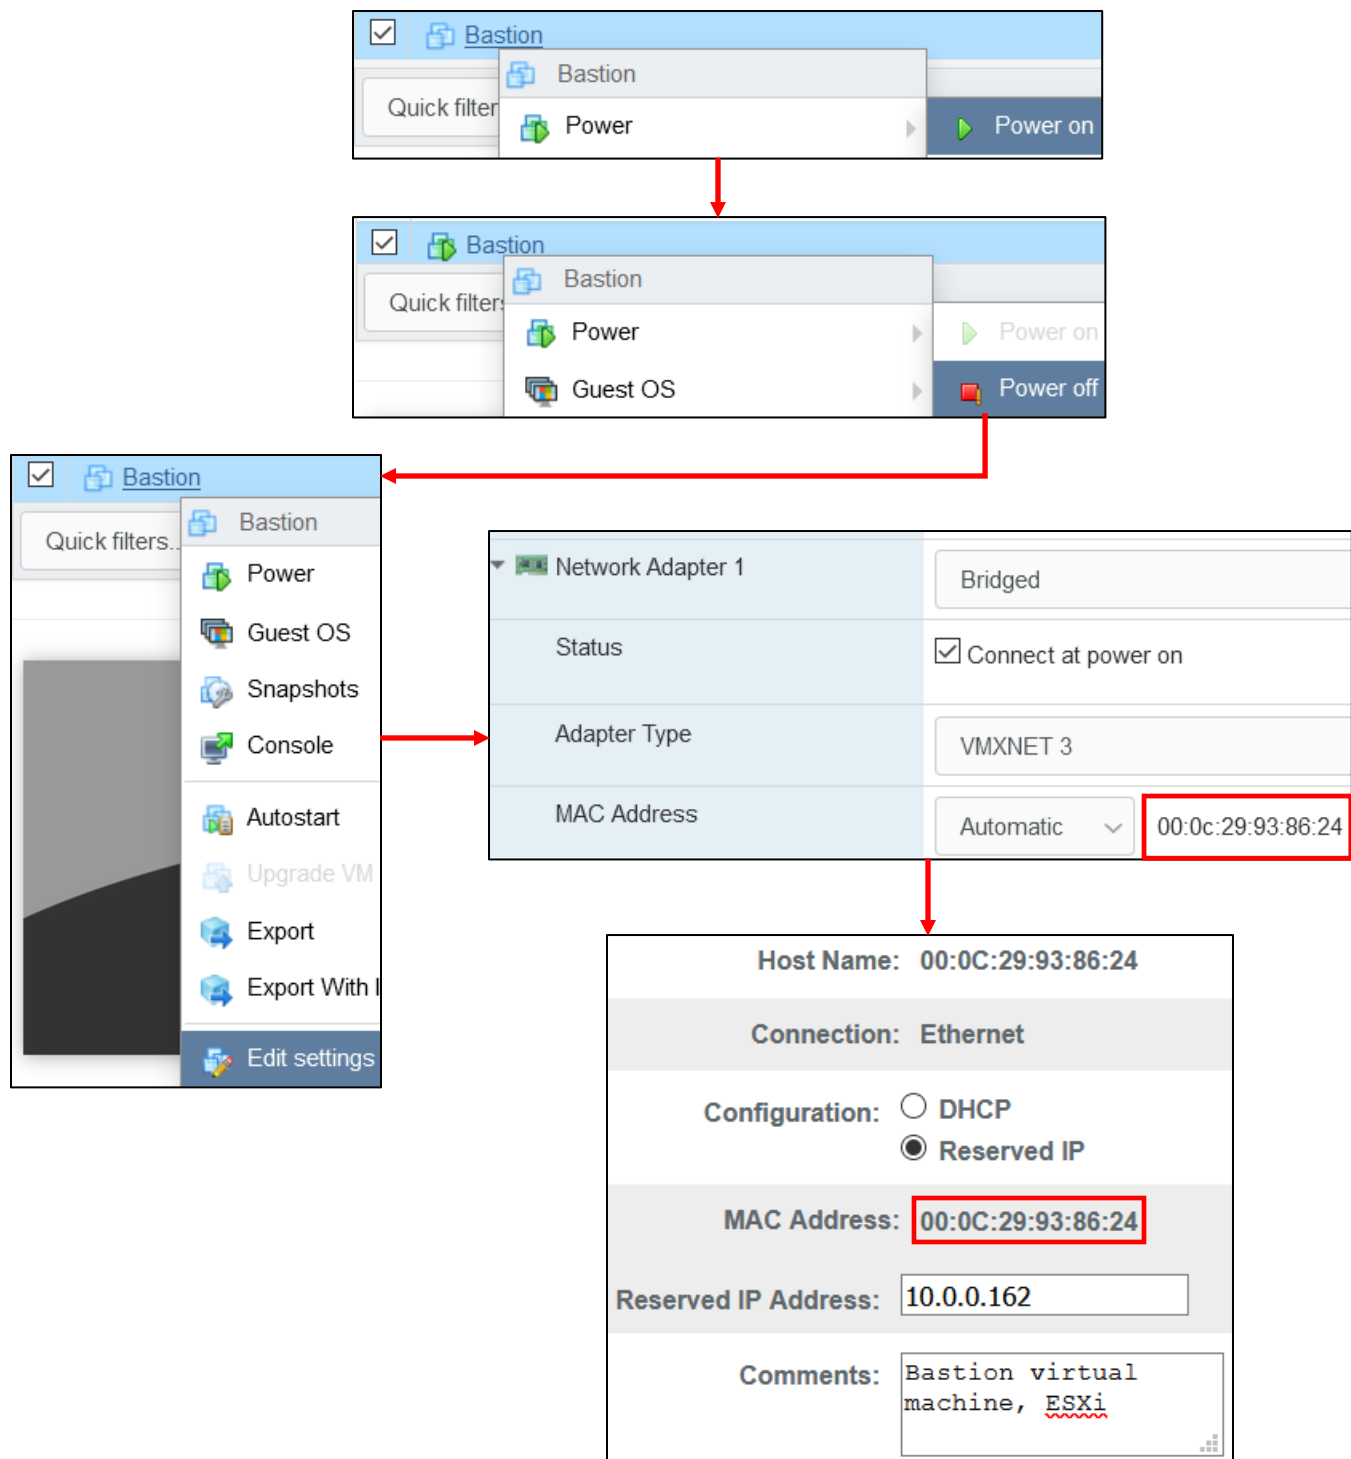 Bastion
Bastion
Quick filter
Power
Power on
Bastion
Bastion
Quick filters
Power
Power on
Guest OS
Power off
Bastion
Bastion
Quick filters..
Power
Guest OS
Snapshots
Console
Autostart
Upgrade VM
Export
Export With
Edit settings
Network Adapter 1
Bridged
Status
Connect at power on
Adapter Type
VMXNET 3
MAC Address
Automatic
00:0c:29:93:86:24
Host Name: 00:0C:29:93:86:24
Connection: Ethernet
Configuration: DHCP
Reserved IP
MAC Address: 00:0C:29:93:86:24
Reserved IP Address: 10.0.0.162
Comments: Bastion virtual
machine, ESXi